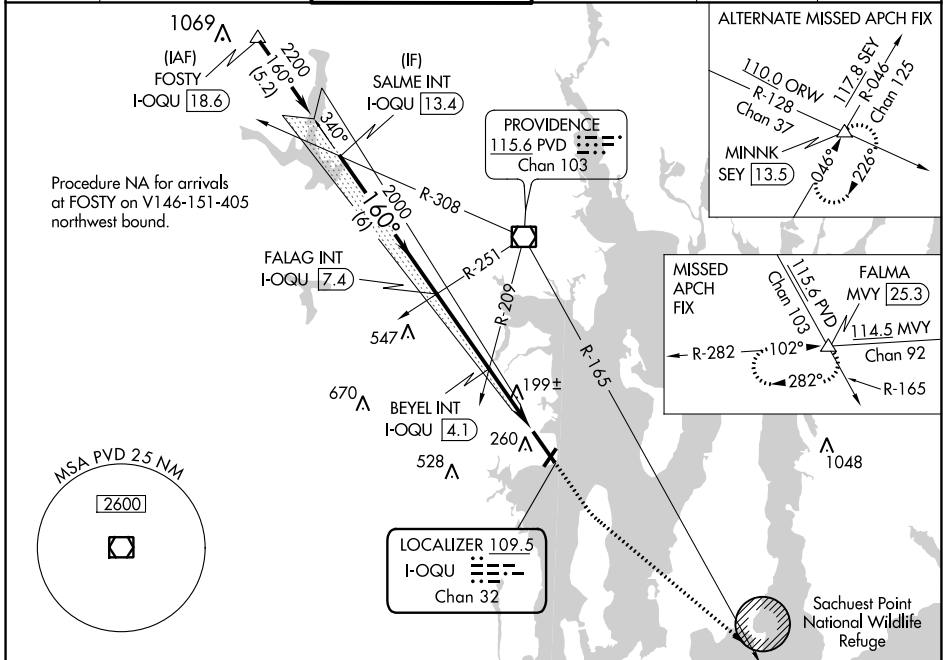 1069
(IAF)
FOSTY
I-OQU 18.6
2200
160°
(5.2)
(IF)
SALME INT
I-OQU 13.4
340°
Procedure NA for arrivals
at FOSTY on V146-151-405
northwest bound.
PROVIDENCE
115.6 PVD
Chan 103
R-308
2000
160°
(6)
FALAG INT
I-OQU 7.4
R-251
R-209
R-165
547
670
BEYEL INT
I-OQU 4.1
199±
260
528
1048
MSA PVD 25 NM
2600
LOCALIZER 109.5
I-OQU
Chan 32
Sachuest Point
National Wildlife
Refuge
ALTERNATE MISSED APCH FIX
110.0 ORW
R-128
Chan 37
117.8 SEY
R-046
Chan 125
MINNK
SEY 13.5
046°
226°
MISSED
APCH
FIX
115.6 PVD
Chan 103
FALMA
MVY 25.3
114.5 MVY
Chan 92
R-282
102°
282°
R-165